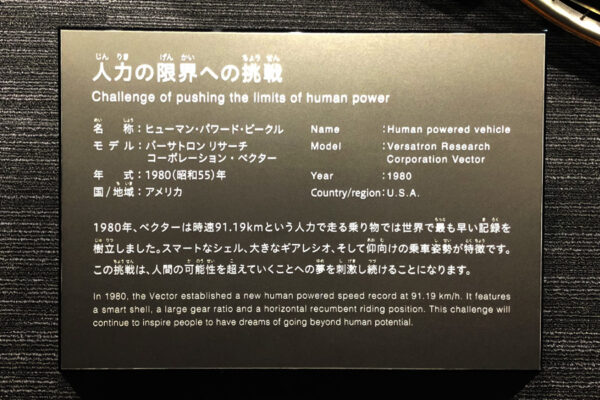 人力の限界への挑戦
Challenge of pushing the limits of human power
名 称：ヒューマン・パワード・ビークル
モデル：バーサトロン リサーチ
コーポレーション・ベクター
年 式：1980(昭和55)年
国/地域：アメリカ
Name :Human powered vehicle
Model :Versatron Research
Corporation Vector
Year :1980
Country/region:U.S.A.
1980年、ベクターは時速91.19kmという人力で走る乗り物では世界で最も早い記録を
樹立しました。スマートなシェル、大きなギアレシオ、そして仰向けの乗車姿勢が特徴です。
この挑戦は、人間の可能性を超えていくことへの夢を刺激し続けることになります。
In 1980, the Vector established a new human powered speed record at 91.19 km/h. It features
a smart shell, a large gear ratio and a horizontal recumbent riding position. This challenge will
continue to inspire people to have dreams of going beyond human potential.